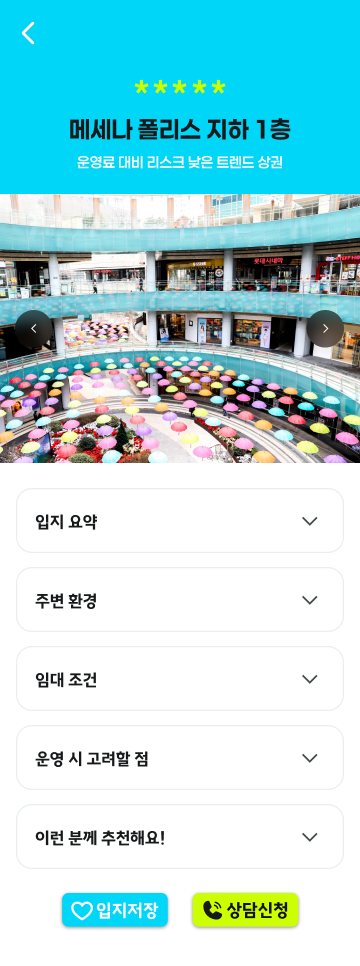 *****
메세나 폴리스 지하 1층
운영료 대비 리스크 낮은 트렌드 상권
롯데시네마
입지 요약
주변 환경
임대 조건
운영 시 고려할 점
이런 분께 추천해요!
입지저장
상담신청